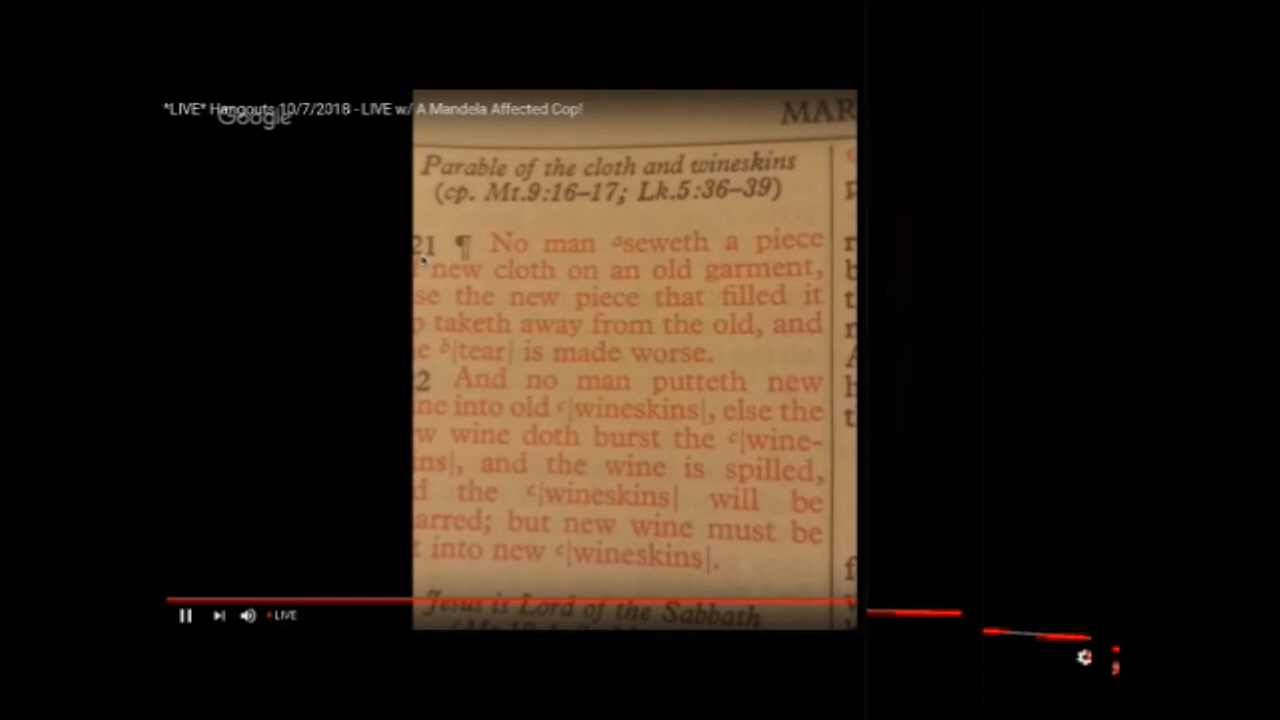 *LIVE* Hangouts 10/7/2018 - LIVE w/ A Mandela Affected Cop!
Google
MAR
Parable of the cloth and wineskins
(cp. Mt.9:16–17; Lk.5:36–39)
21 ¶ No man ᵃseweth a piece
new cloth on an old garment,
se the new piece that filled it
p taketh away from the old, and
e ᵇ|tear| is made worse.
2 And no man putteth new
ne into old ᶜ|wineskins|, else the
w wine doth burst the ᶜ|wine-
ins|, and the wine is spilled,
d the ᶜ|wineskins| will be
arred; but new wine must be
t into new ᶜ|wineskins|.
Jesus is Lord of the Sabbath
LIVE